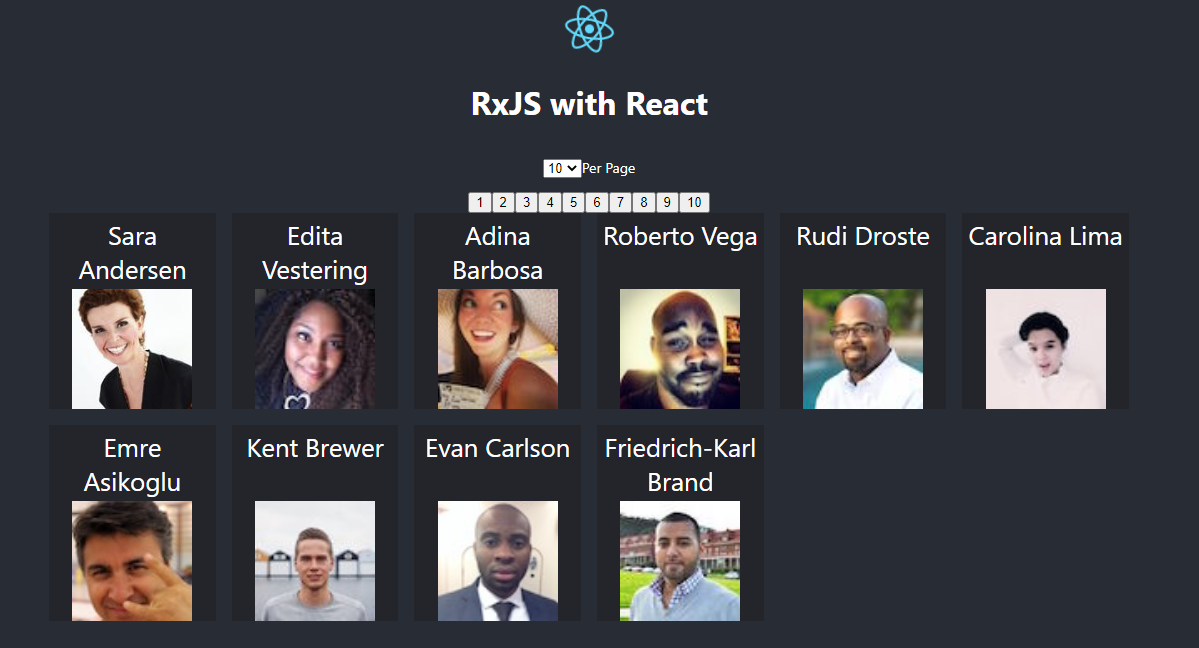 RxJS with React
10 Per Page
1 2 3 4 5 6 7 8 9 10
Sara
Andersen
Edita
Vestering
Adina
Barbosa
Roberto Vega
Rudi Droste
Carolina Lima
Emre
Asikoglu
Kent Brewer
Evan Carlson
Friedrich-Karl
Brand